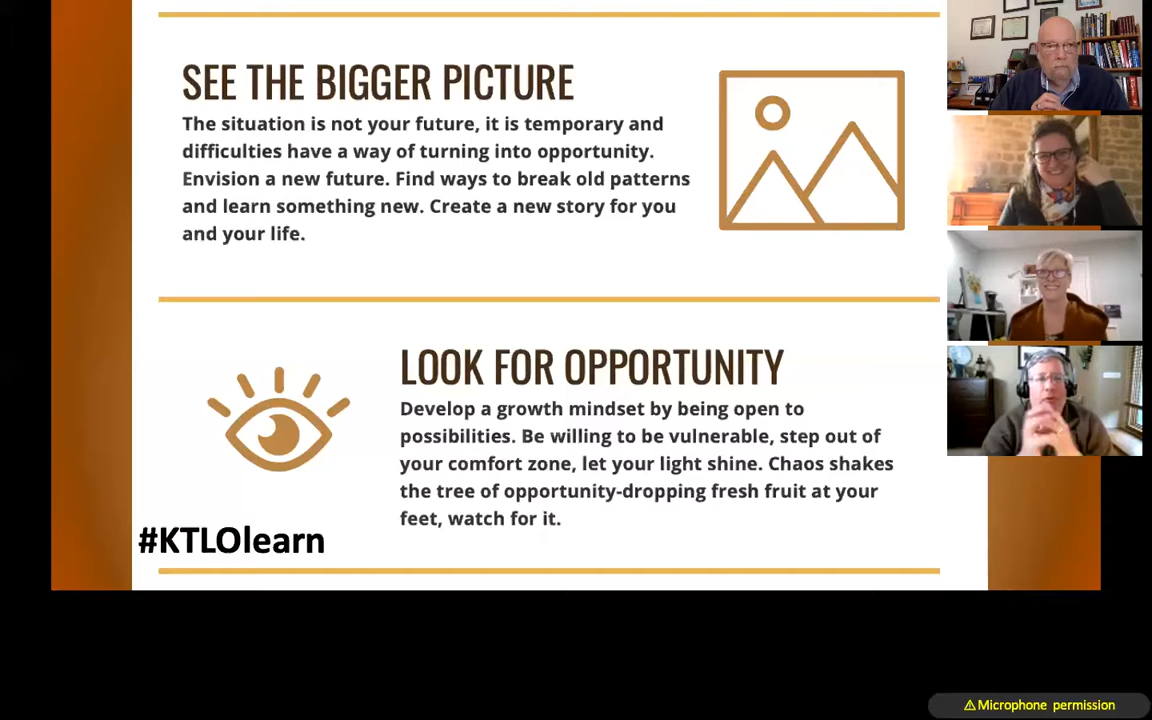 SEE THE BIGGER PICTURE
The situation is not your future, it is temporary and
difficulties have a way of turning into opportunity.
Envision a new future. Find ways to break old patterns
and learn something new. Create a new story for you
and your life.
LOOK FOR OPPORTUNITY
Develop a growth mindset by being open to
possibilities. Be willing to be vulnerable, step out of
your comfort zone, let your light shine. Chaos shakes
the tree of opportunity-dropping fresh fruit at your
feet, watch for it.
#KTLOlearn
⚠Microphone permission